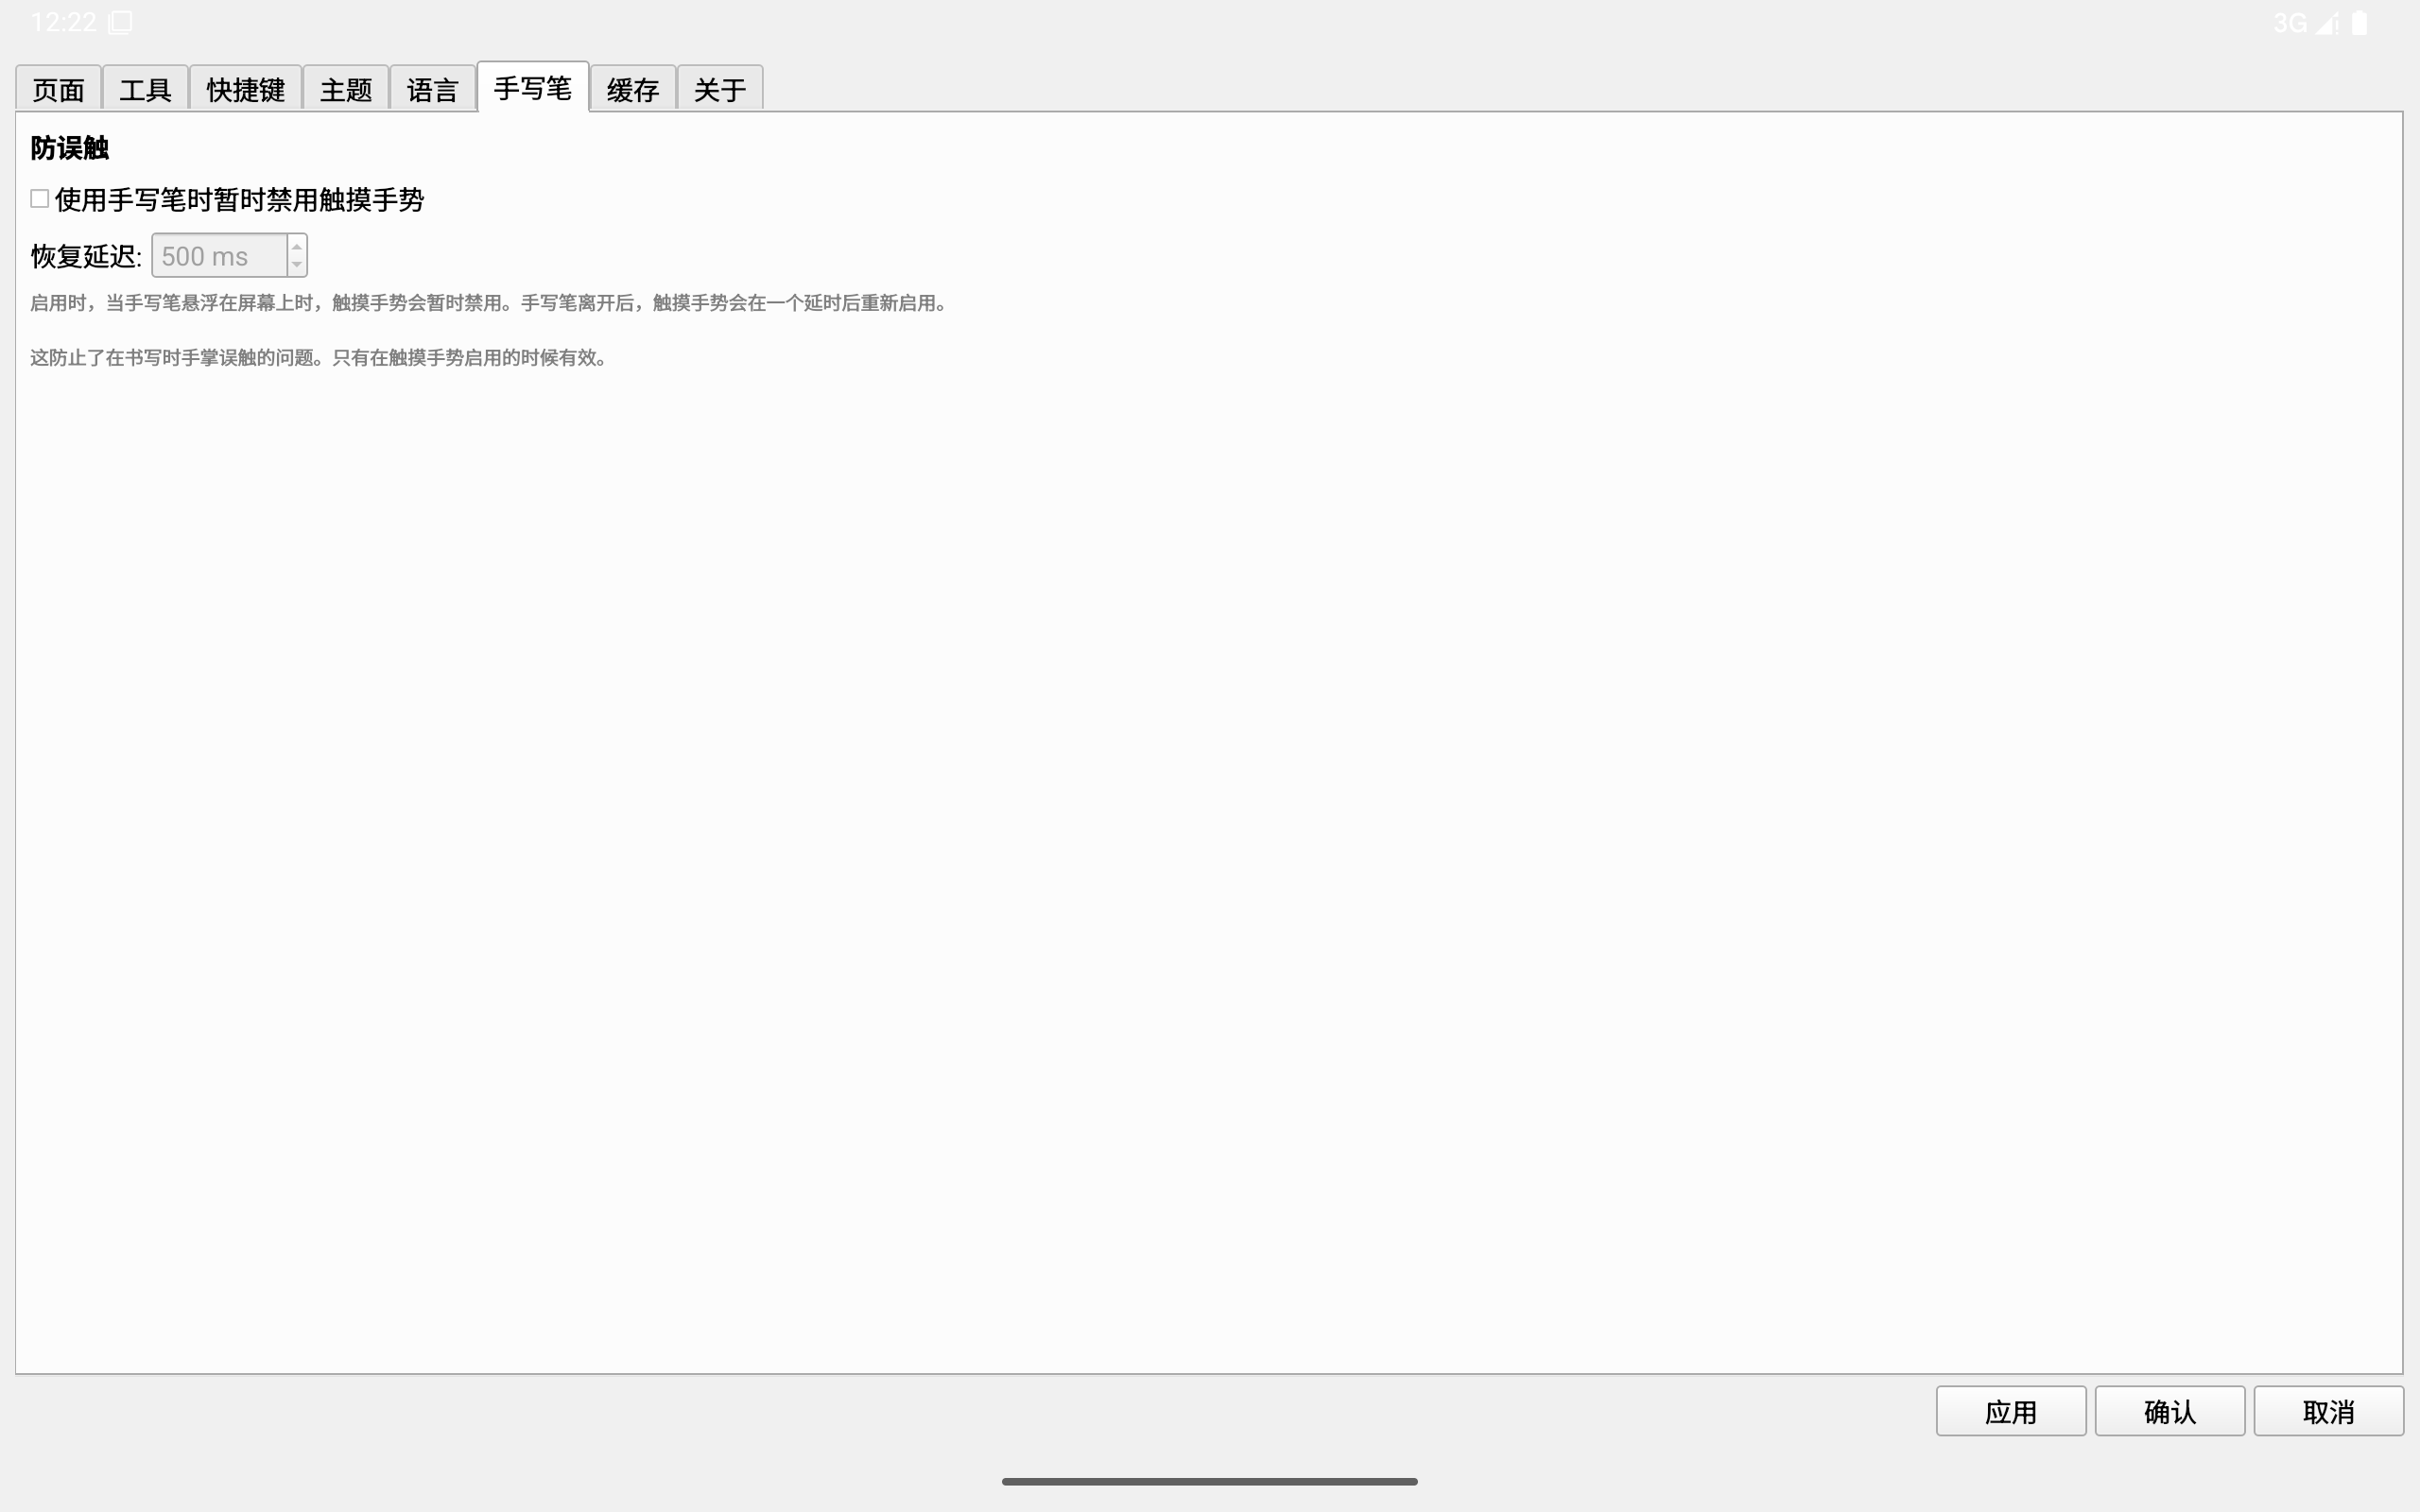 12:22 3G
页面 工具 快捷键 主题 语言 手写笔 缓存 关于
防误触
使用手写笔时暂时禁用触摸手势
恢复延迟: 500 ms
启用时，当手写笔悬浮在屏幕上时，触摸手势会暂时禁用。手写笔离开后，触摸手势会在一个延时后重新启用。
这防止了在书写时手掌误触的问题。只有在触摸手势启用的时候有效。
应用 确认 取消